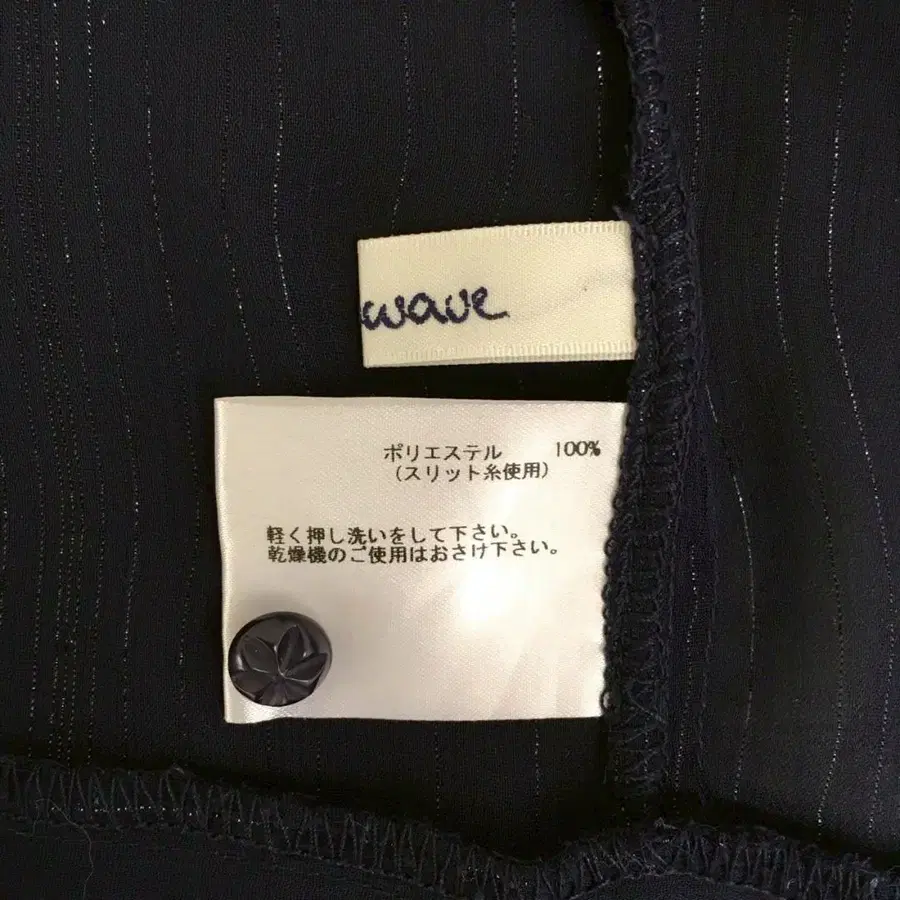 wave
ポリエステル 100%
(スリット糸使用)
軽く押し洗いをして下さい。
乾燥機のご使用はおさけ下さい。